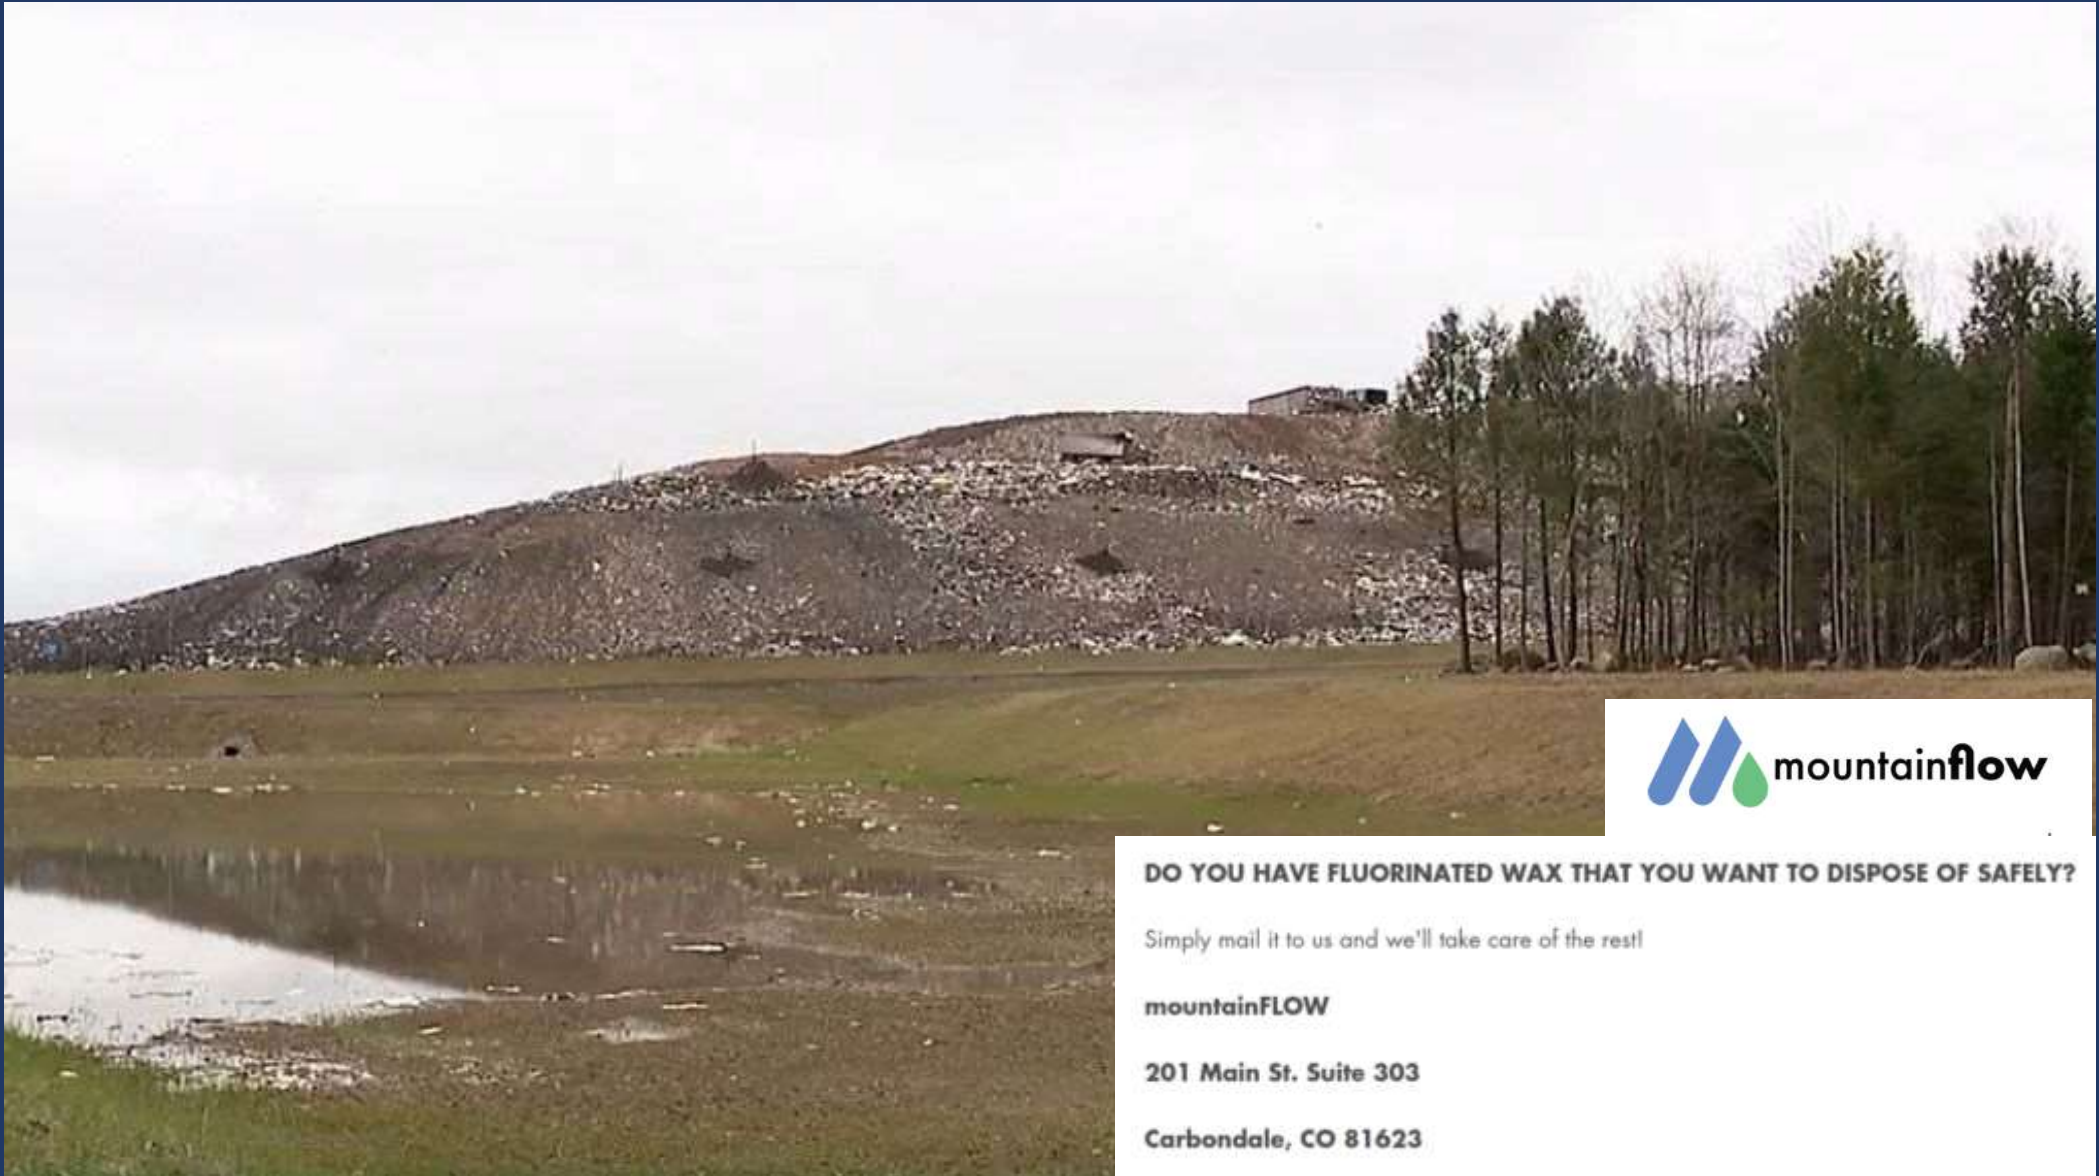 mountainflow
DO YOU HAVE FLUORINATED WAX THAT YOU WANT TO DISPOSE OF SAFELY?
Simply mail it to us and we'll take care of the rest!
mountainFLOW
201 Main St. Suite 303
Carbondale, CO 81623